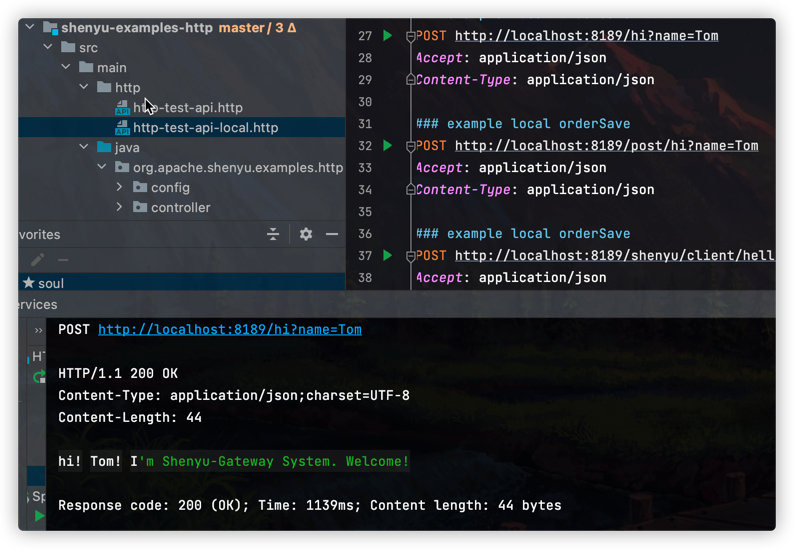 shenyu-examples-http master / 3 Δ
src
main
http
http-test-api.http
http-test-api-local.http
java
org.apache.shenyu.examples.http
config
controller
vorites
soul
27 POST http://localhost:8189/hi?name=Tom
28 Accept: application/json
29 Content-Type: application/json
30
31 ### example local orderSave
32 POST http://localhost:8189/post/hi?name=Tom
33 Accept: application/json
34 Content-Type: application/json
35
36 ### example local orderSave
37 POST http://localhost:8189/shenyu/client/hell
38 Accept: application/json
ervices
POST http://localhost:8189/hi?name=Tom
HTTP/1.1 200 OK
Content-Type: application/json;charset=UTF-8
Content-Length: 44
hi! Tom! I'm Shenyu-Gateway System. Welcome!
Response code: 200 (OK); Time: 1139ms; Content length: 44 bytes